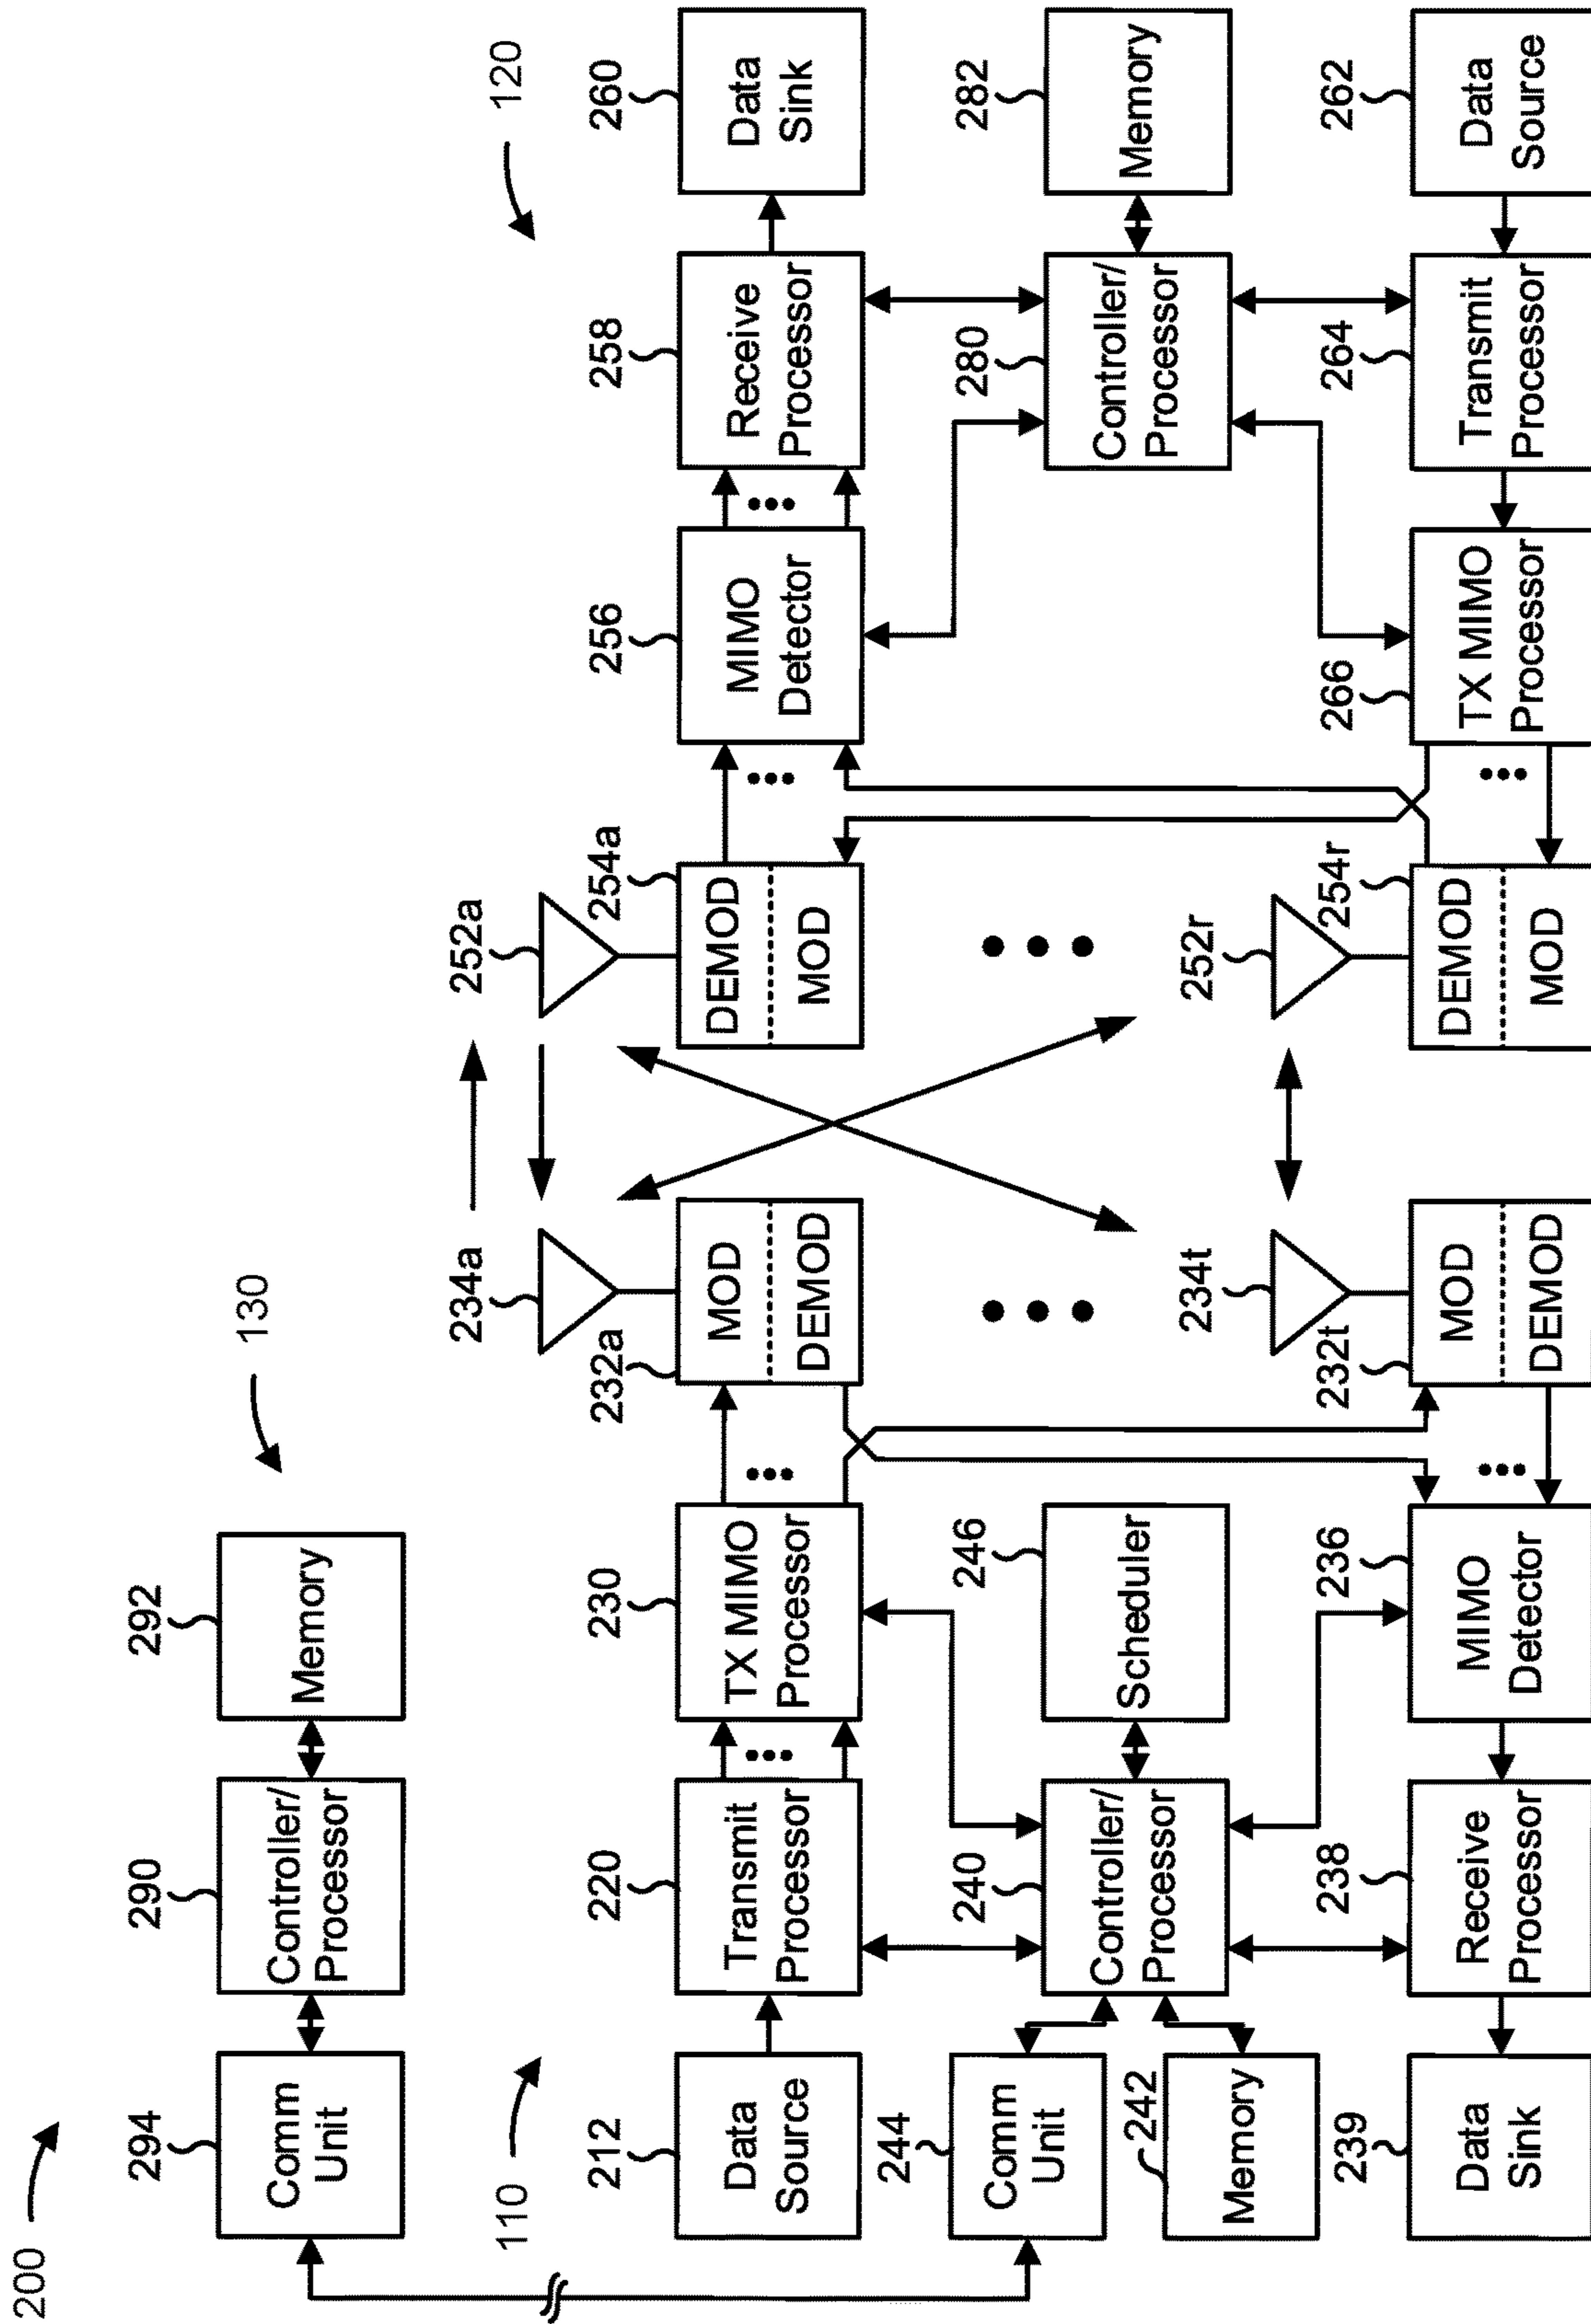 200
294
Comm
Unit
290
Controller/
Processor
292
Memory
130
110
120
212
Data
Source
220
Transmit
Processor
230
TX MIMO
Processor
232a
MOD
DEMOD
234a
252a
254a
DEMOD
MOD
256
MIMO
Detector
258
Receive
Processor
260
Data
Sink
244
Comm
Unit
242
Memory
240
Controller/
Processor
246
Scheduler
280
Controller/
Processor
282
Memory
239
Data
Sink
238
Receive
Processor
236
MIMO
Detector
232t
MOD
DEMOD
234t
252r
254r
DEMOD
MOD
266
TX MIMO
Processor
264
Transmit
Processor
262
Data
Source